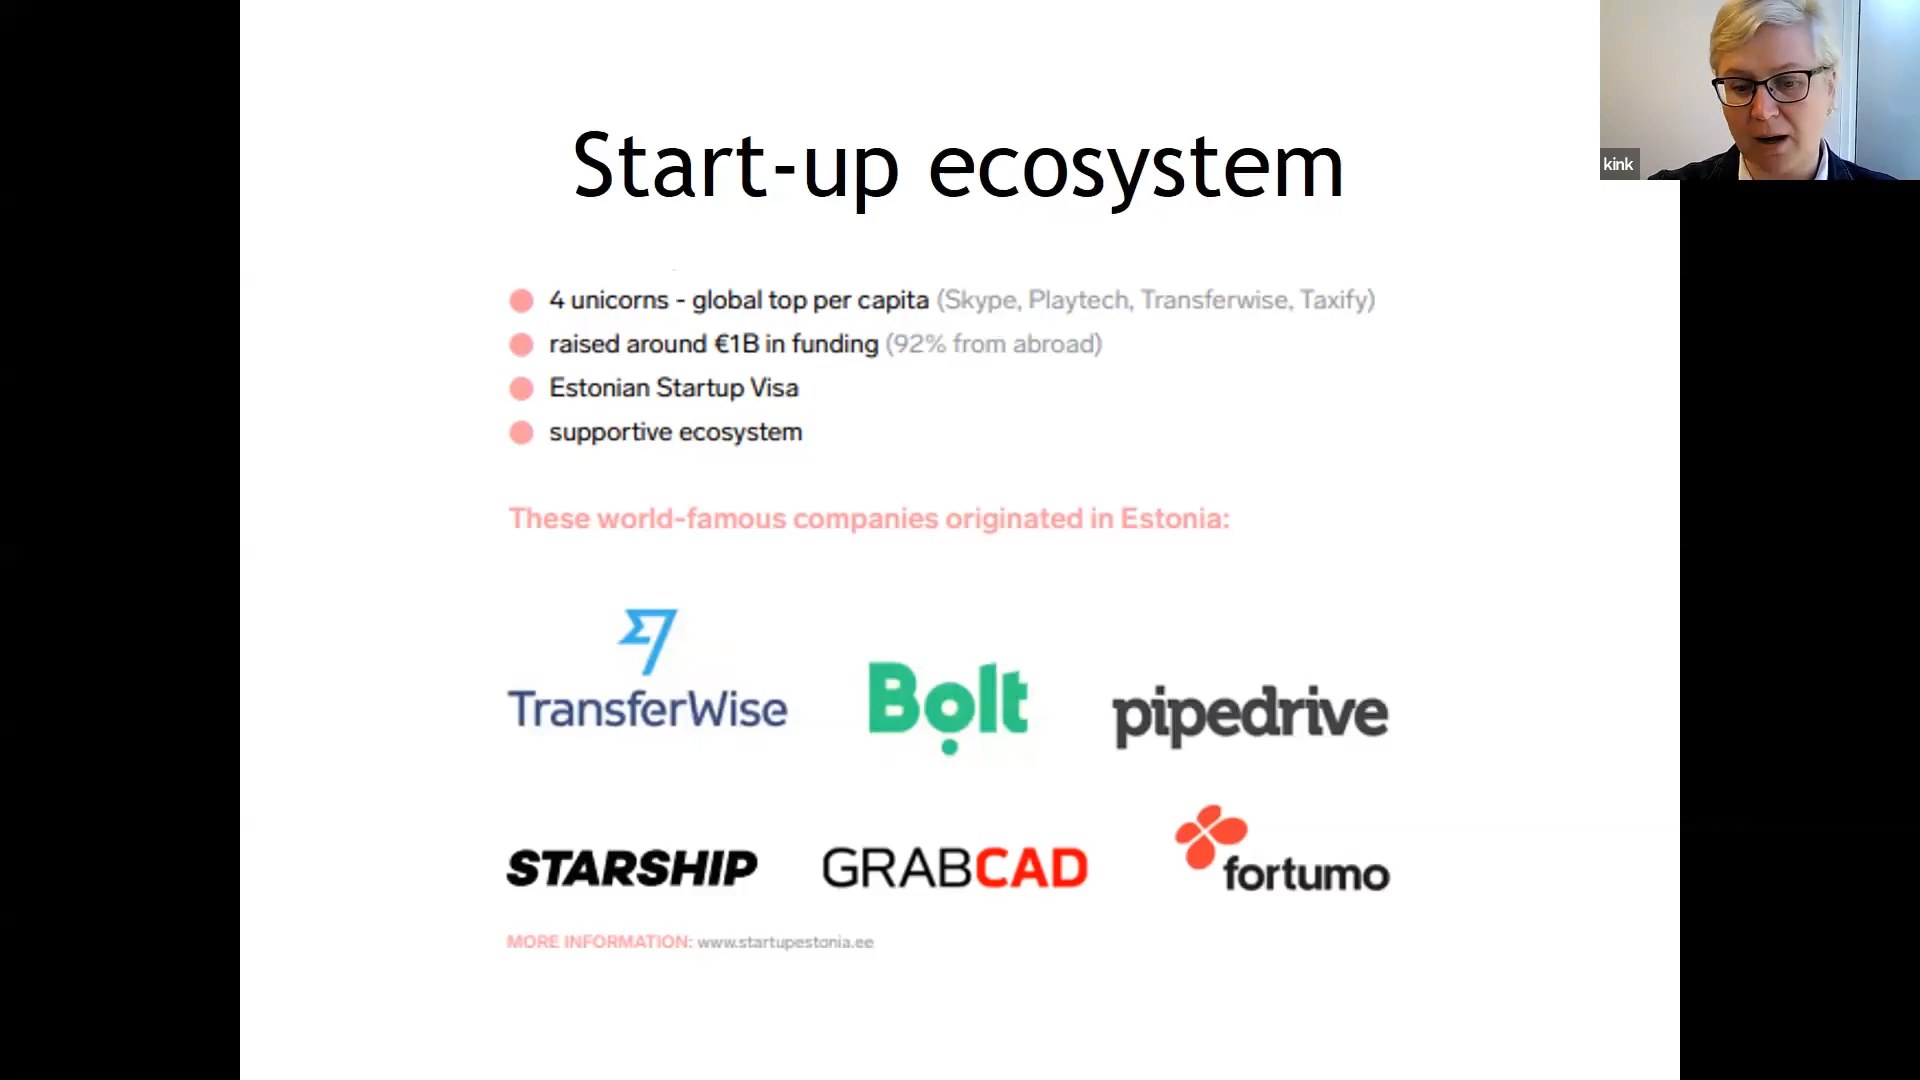 Start-up ecosystem
kink
4 unicorns - global top per capita (Skype, Playtech, Transferwise, Taxify)
raised around €1B in funding (92% from abroad)
Estonian Startup Visa
supportive ecosystem
These world-famous companies originated in Estonia:
TransferWise
Bolt
pipedrive
STARSHIP
GRABCAD
fortumo
MORE INFORMATION: www.startupestonia.ee